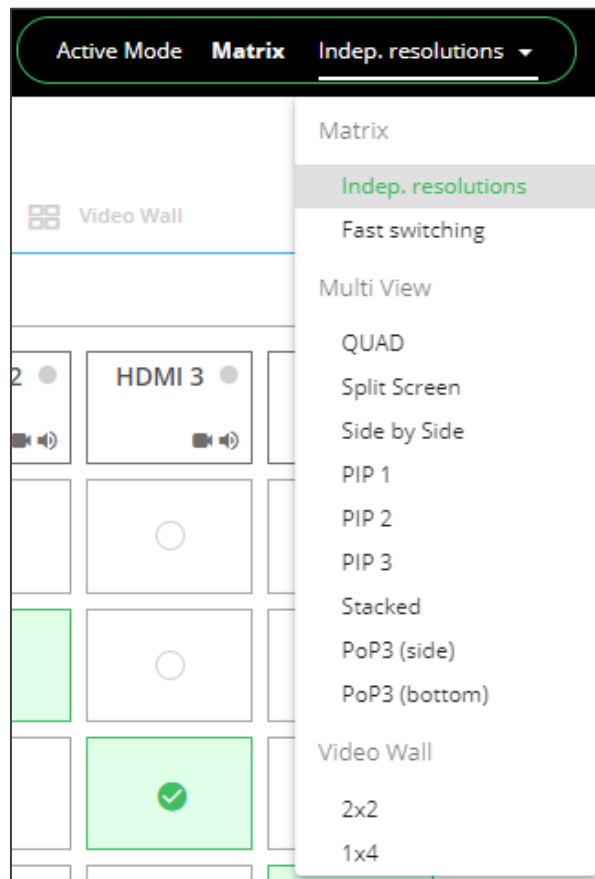 Active Mode Matrix Indep. resolutions
Matrix
Indep. resolutions
Fast switching
Multi View
QUAD
Split Screen
Side by Side
PIP 1
PIP 2
PIP 3
Stacked
PoP3 (side)
PoP3 (bottom)
Video Wall
2x2
1x4
Video Wall
2
HDMI 3